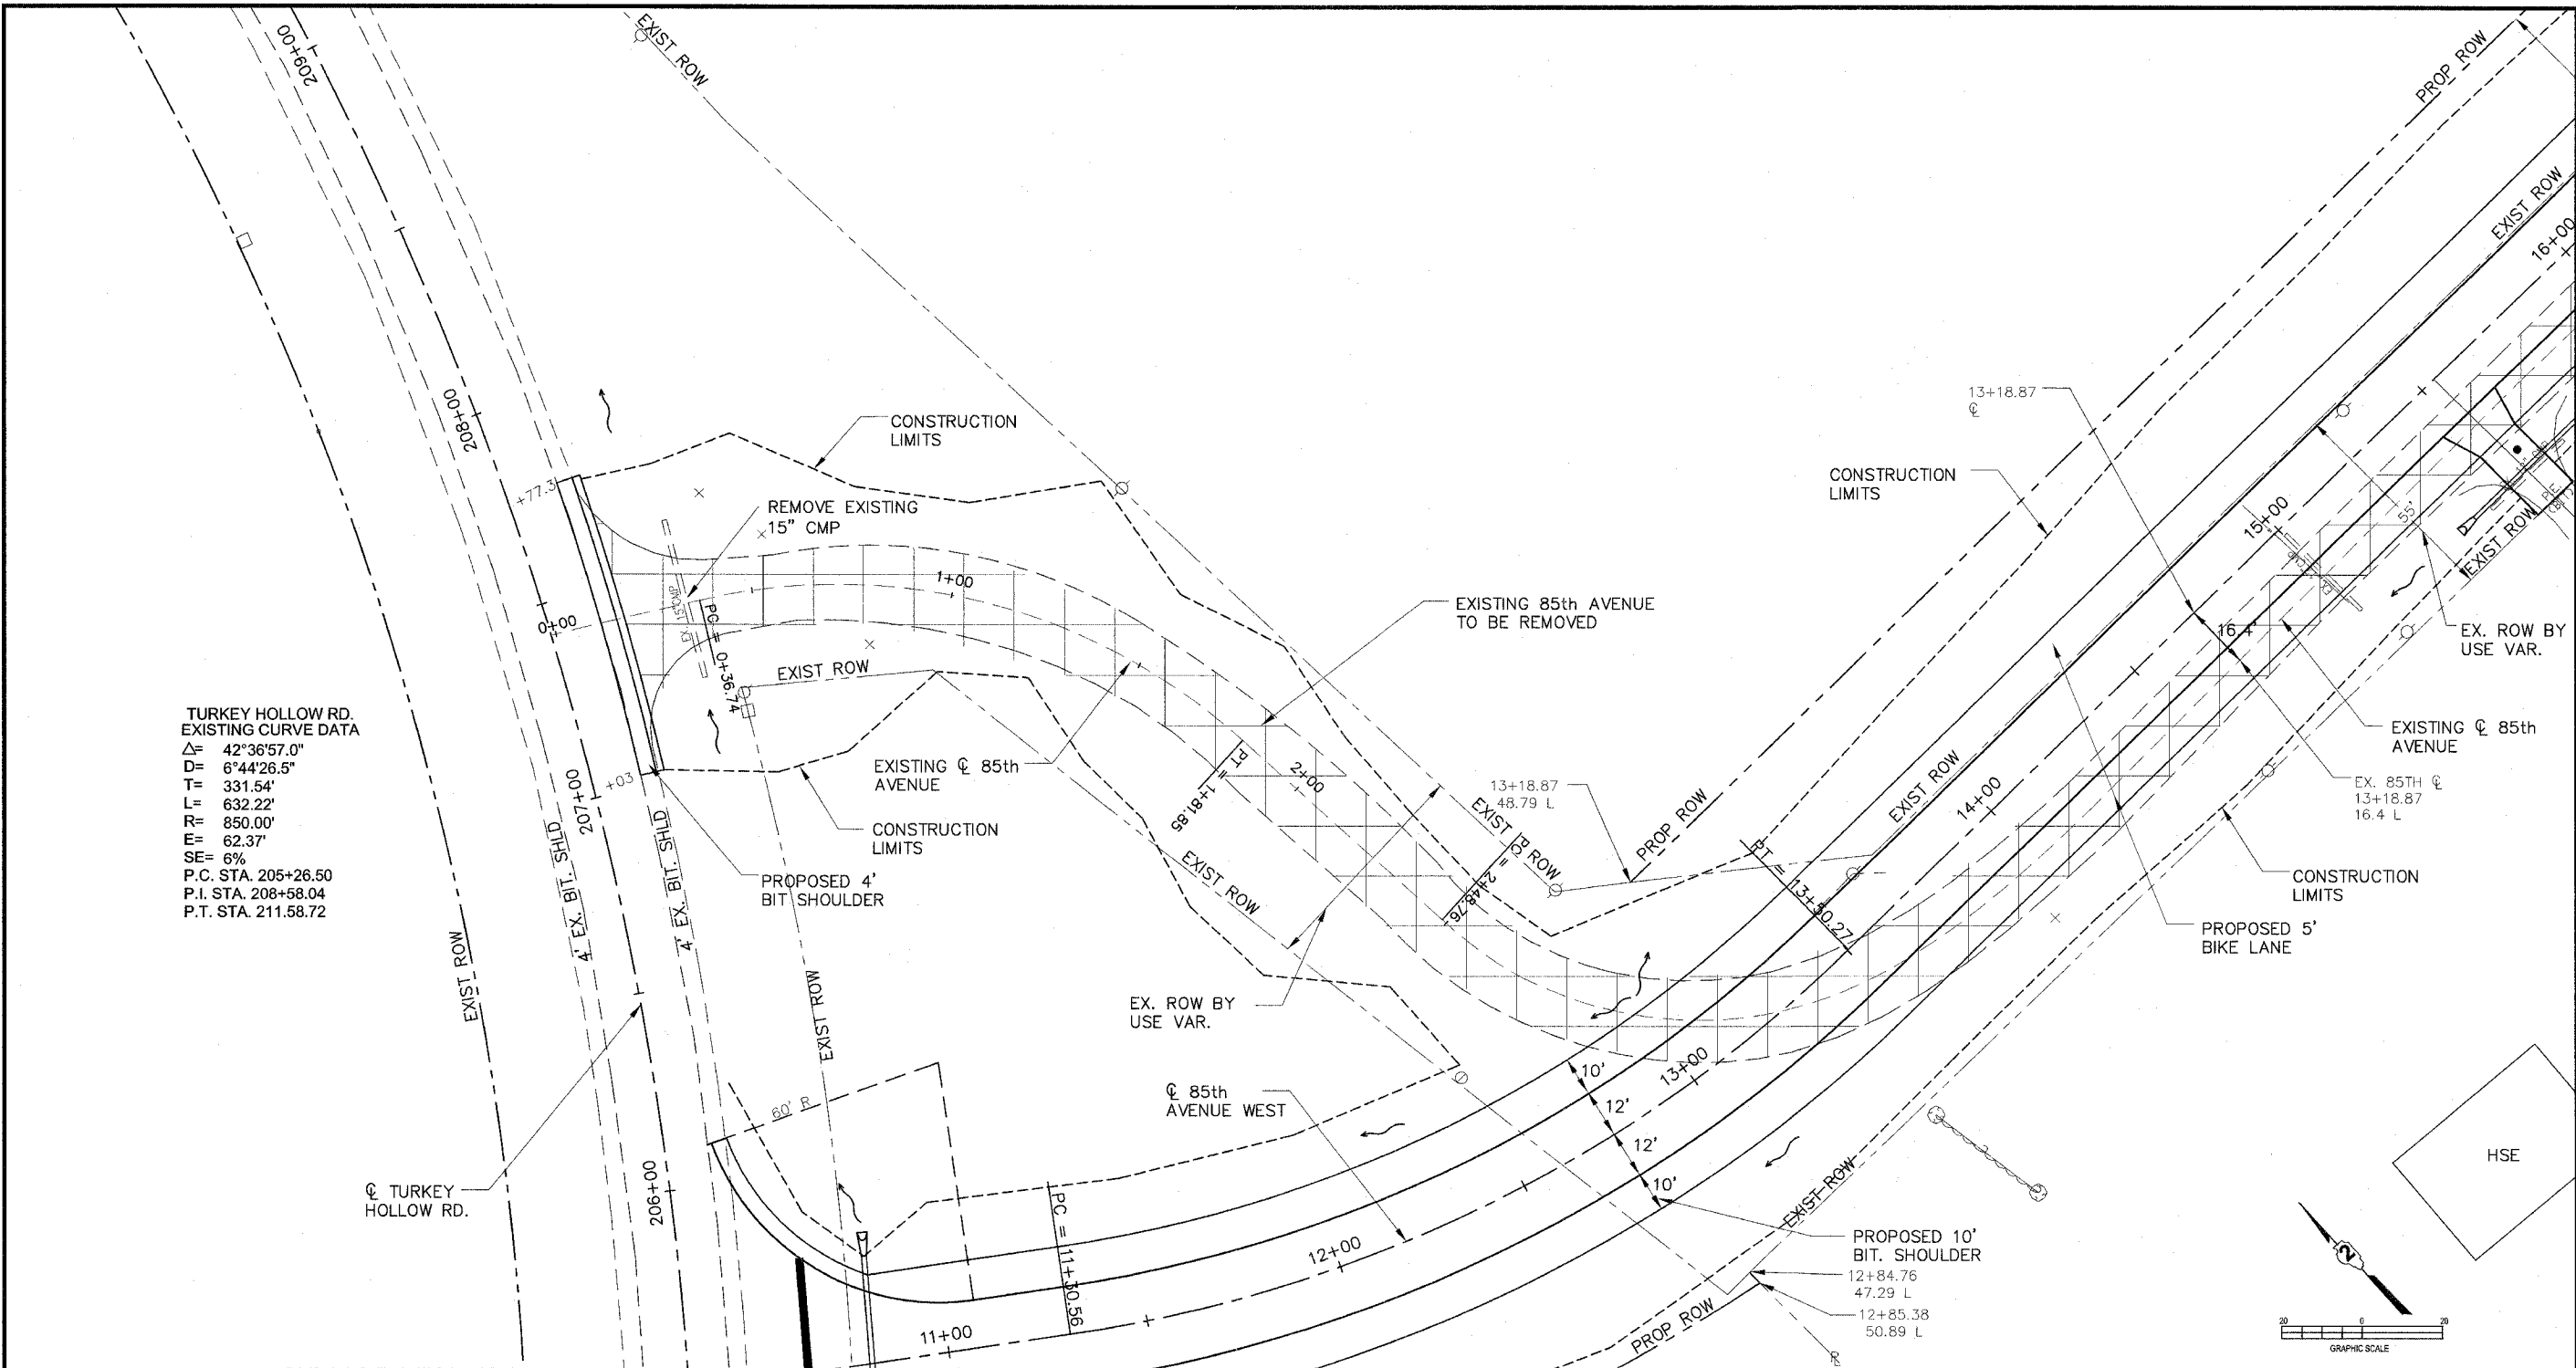 209+00
EXIST ROW
PROP ROW
EXIST ROW
16+00
208+00
CONSTRUCTION
LIMITS
13+18.87
℄
CONSTRUCTION
LIMITS
+77.3
REMOVE EXISTING
15" CMP
15+00
55'
EXIST ROW
EX. 15" CMP
1+00
0+00
PC = 0+36.74
EXIST ROW
EXISTING 85th AVENUE
TO BE REMOVED
16.4'
EX. ROW BY
USE VAR.
TURKEY HOLLOW RD.
EXISTING CURVE DATA
Δ= 42°36'57.0"
D= 6°44'26.5"
T= 331.54'
L= 632.22'
R= 850.00'
E= 62.37'
SE= 6%
P.C. STA. 205+26.50
P.I. STA. 208+58.04
P.T. STA. 211.58.72
EXISTING ℄ 85th
AVENUE
+03
207+00
4' EX. BIT. SHLD
4' EX. BIT. SHLD
EXISTING ℄ 85th
AVENUE
CONSTRUCTION
LIMITS
PT = 1+81.85
2+00
13+18.87
48.79 L
EXIST ROW
PROP ROW
EXIST ROW
14+00
EX. 85TH ℄
13+18.87
16.4 L
PROPOSED 4'
BIT SHOULDER
EXIST ROW
PC = 2+48.76
PT = 13+50.27
CONSTRUCTION
LIMITS
PROPOSED 5'
BIKE LANE
EXIST ROW
EXIST ROW
EX. ROW BY
USE VAR.
60' R
℄ 85th
AVENUE WEST
10'
12'
12'
10'
13+00
℄ TURKEY
HOLLOW RD.
206+00
PC = 11+30.56
11+00
12+00
EXIST ROW
PROPOSED 10'
BIT. SHOULDER
12+84.76
47.29 L
12+85.38
50.89 L
PROP ROW
HSE
2
20 0 20
GRAPHIC SCALE